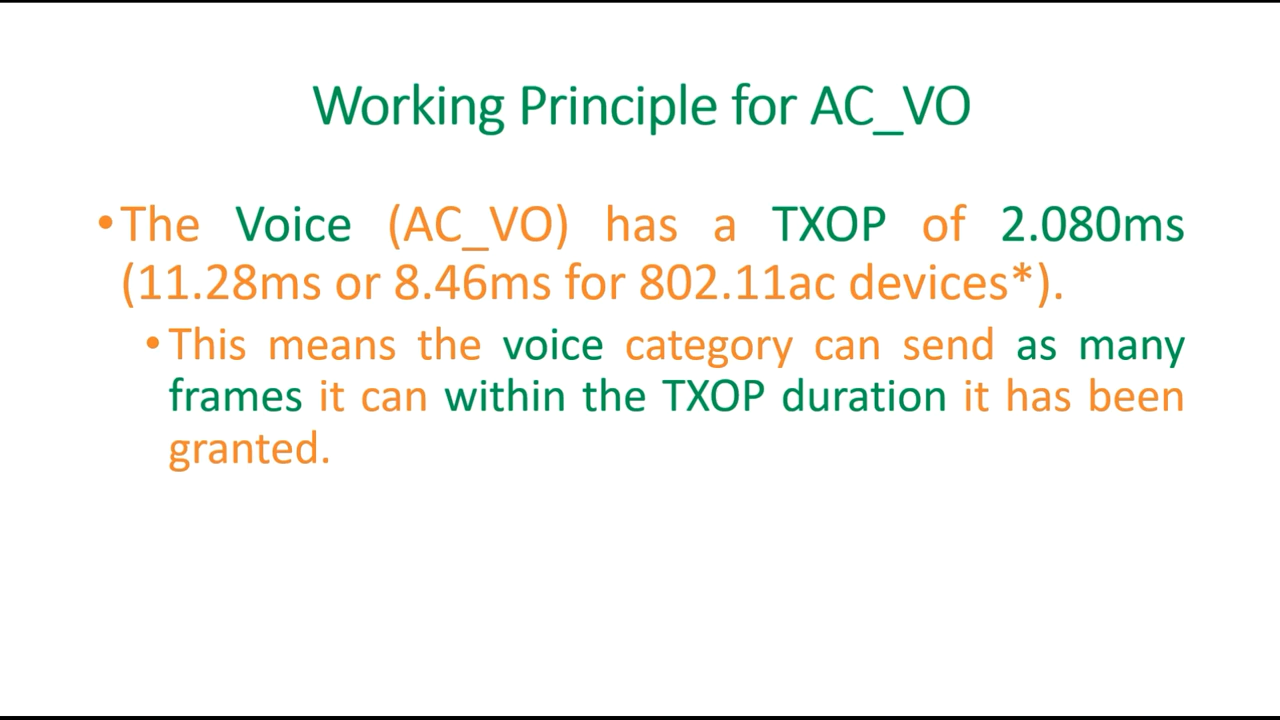 Working Principle for AC_VO
•The Voice (AC_VO) has a TXOP of 2.080ms
(11.28ms or 8.46ms for 802.11ac devices*).
•This means the voice category can send as many
frames it can within the TXOP duration it has been
granted.